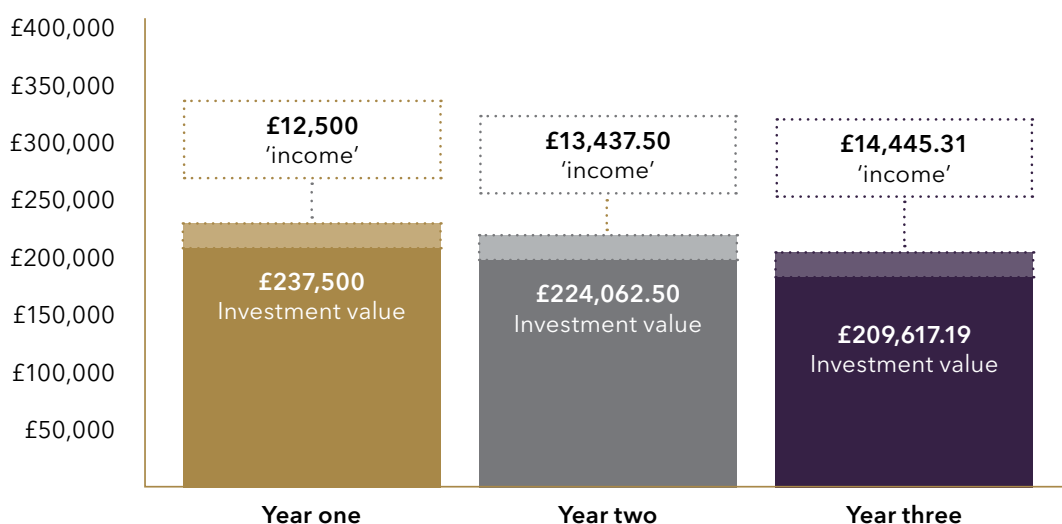 £400,000
£350,000
£300,000
£250,000
£200,000
£150,000
£100,000
£50,000
£12,500
'income'
£13,437.50
'income'
£14,445.31
'income'
£237,500
Investment value
£224,062.50
Investment value
£209,617.19
Investment value
Year one
Year two
Year three